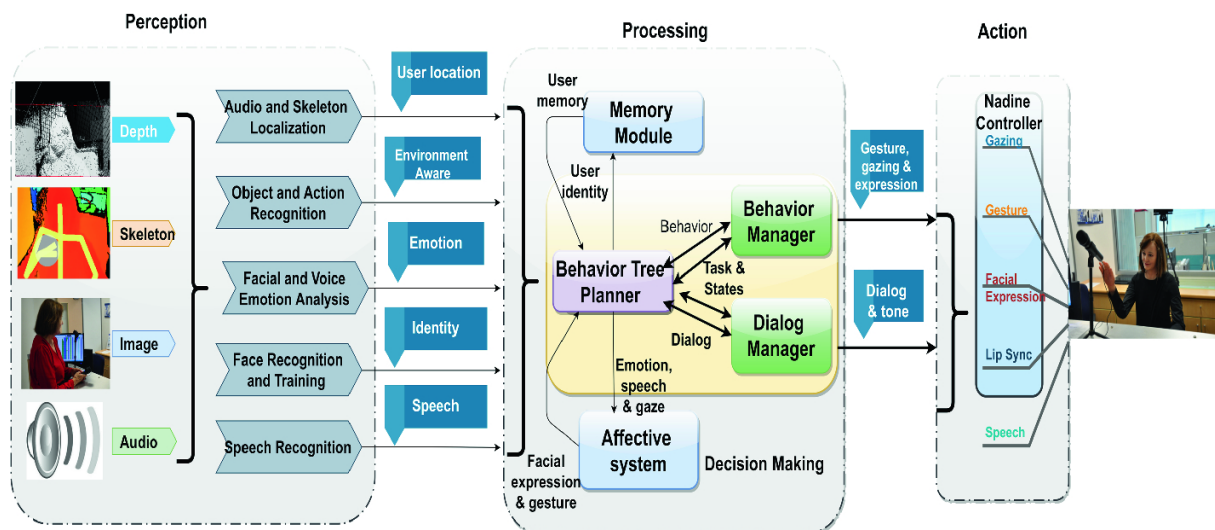 Perception
Depth
Skeleton
Image
Audio
Audio and Skeleton
Localization
Object and Action
Recognition
Facial and Voice
Emotion Analysis
Face Recognition
and Training
Speech Recognition
User location
Environment
Aware
Emotion
Identity
Speech
Processing
User
memory
Memory
Module
User
identity
Behavior Tree
Planner
Behavior
Task &
States
Dialog
Behavior
Manager
Dialog
Manager
Emotion,
speech
& gaze
Affective
system
Facial
expression
& gesture
Decision Making
Gesture,
gazing &
expression
Dialog
& tone
Action
Nadine
Controller
Gazing
Gesture
Facial
Expression
Lip Sync
Speech